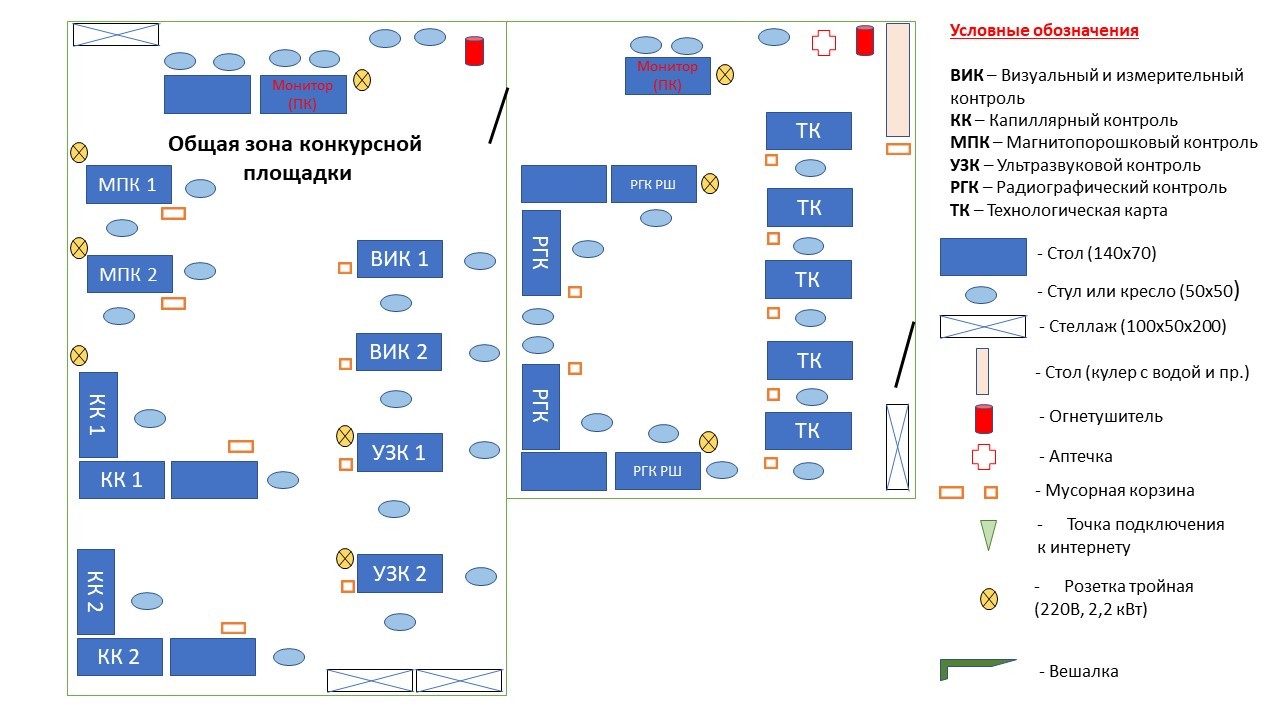 Общая зона конкурсной
площадки
Монитор
(ПК)
МПК 1
МПК 2
КК 1
КК 1
КК 2
КК 2
ВИК 1
ВИК 2
УЗК 1
УЗК 2
Монитор
(ПК)
РГК РШ
РГК
РГК
РГК РШ
ТК
ТК
ТК
ТК
ТК
Условные обозначения
ВИК – Визуальный и измерительный
контроль
КК – Капиллярный контроль
МПК – Магнитопорошковый контроль
УЗК – Ультразвуковой контроль
РГК – Радиографический контроль
ТК – Технологическая карта
- Стол (140х70)
- Стул или кресло (50х50)
- Стеллаж (100х50х200)
- Стол (кулер с водой и пр.)
- Огнетушитель
- Аптечка
- Мусорная корзина
- Точка подключения
к интернету
- Розетка тройная
(220В, 2,2 кВт)
- Вешалка